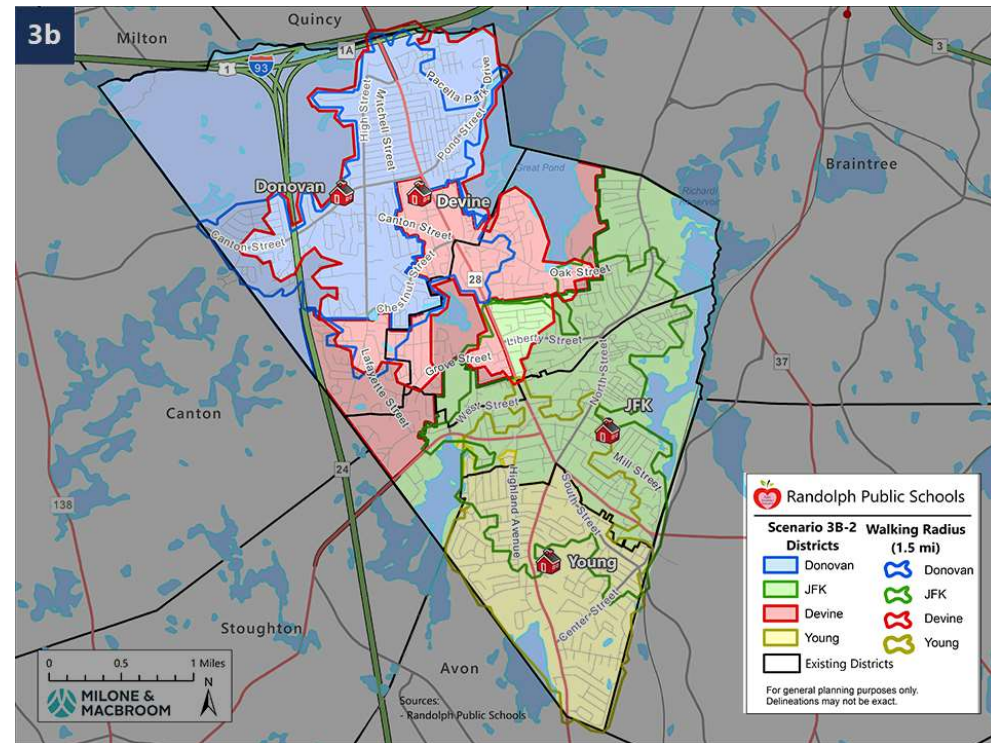 3b
Milton
Quincy
1A
93
1
3
Pacella Park
Drive
High Street
Mitchell Street
Pond Street
Great Pond
Richardi
Reservoir
Braintree
Donovan
Devine
Canton Street
Canton Street
28
Oak Street
Chestnut Street
Liberty Street
Grove Street
Lafayette Street
North Street
37
West Street
JFK
Canton
Mill Street
24
138
Highland Avenue
South Street
Young
Center Street
Stoughton
Avon
0 0.5 1 Miles
N
MILONE &
MACBROOM
Sources:
- Randolph Public Schools
Randolph Public Schools
Scenario 3B-2
Districts
Donovan
JFK
Devine
Young
Existing Districts
Walking Radius
(1.5 mi)
Donovan
JFK
Devine
Young
For general planning purposes only.
Delineations may not be exact.